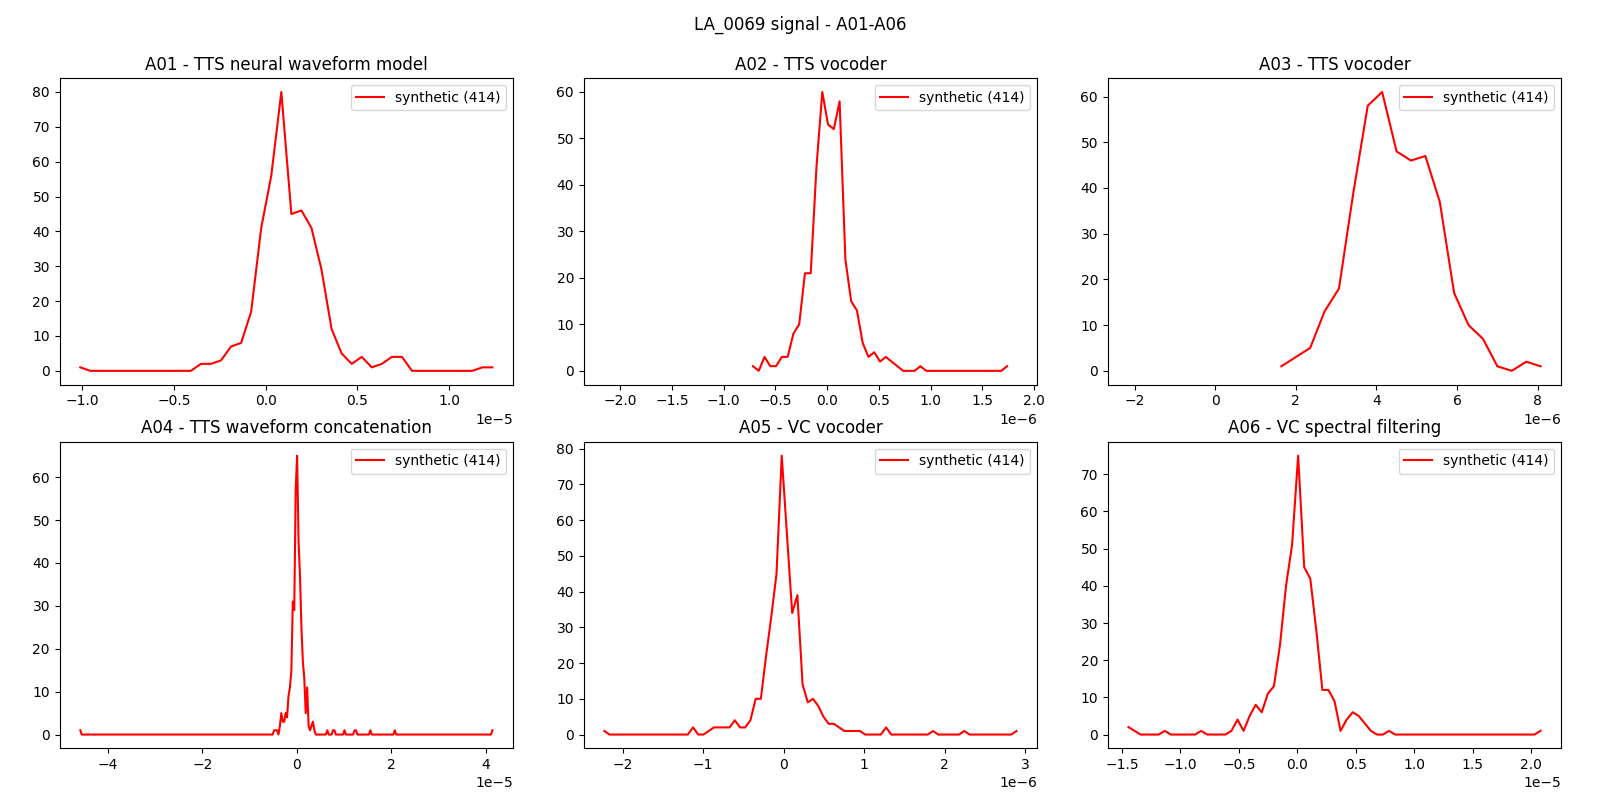 LA_0069 signal - A01-A06
A01 - TTS neural waveform model
synthetic (414)
80
70
60
50
40
30
20
10
0
−1.0 −0.5 0.0 0.5 1.0
1e−5
A02 - TTS vocoder
synthetic (414)
60
50
40
30
20
10
0
−2.0 −1.5 −1.0 −0.5 0.0 0.5 1.0 1.5 2.0
1e−6
A03 - TTS vocoder
synthetic (414)
60
50
40
30
20
10
0
−2 0 2 4 6 8
1e−6
A04 - TTS waveform concatenation
synthetic (414)
60
50
40
30
20
10
0
−4 −2 0 2 4
1e−5
A05 - VC vocoder
synthetic (414)
80
70
60
50
40
30
20
10
0
−2 −1 0 1 2 3
1e−6
A06 - VC spectral filtering
synthetic (414)
70
60
50
40
30
20
10
0
−1.5 −1.0 −0.5 0.0 0.5 1.0 1.5 2.0
1e−5